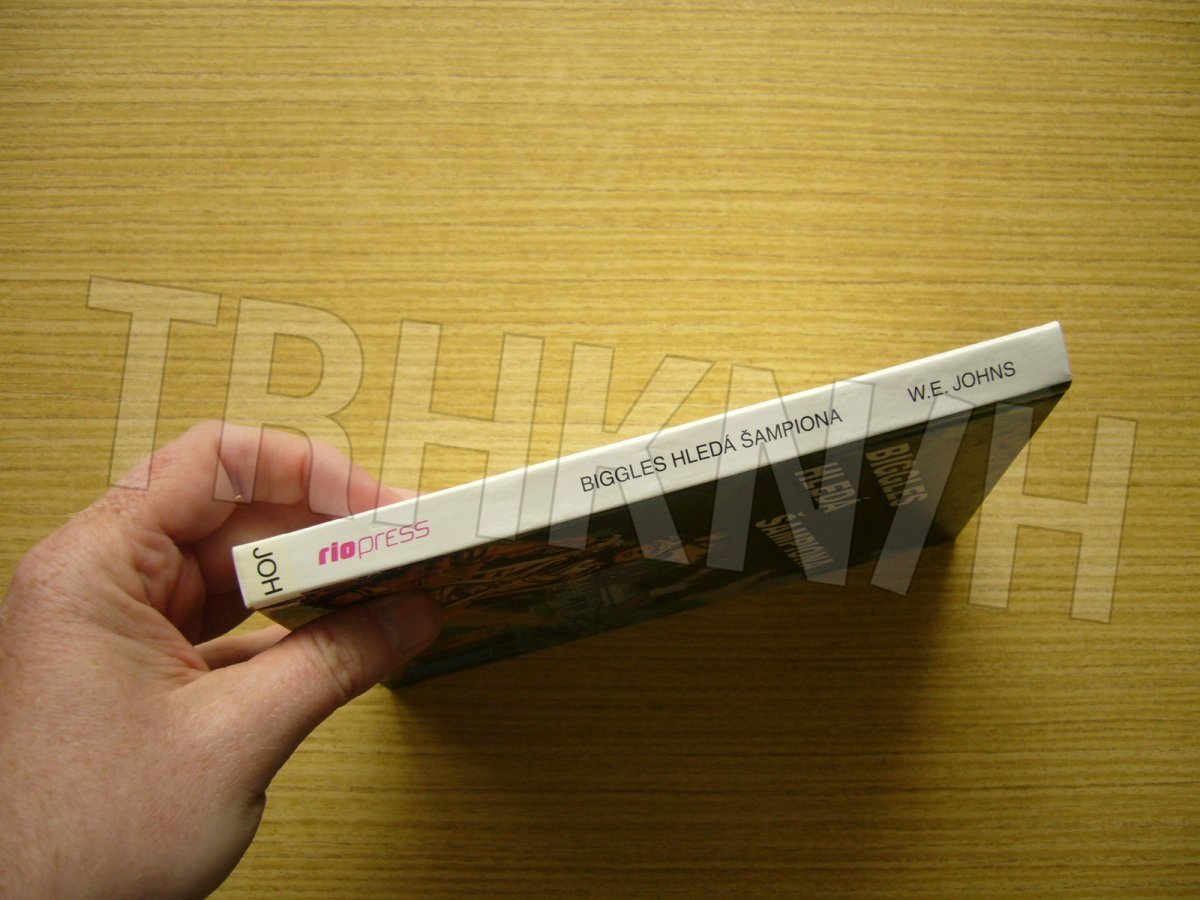 TRHKNIH
W.E. JOHNS
BIGGLES HLEDÁ ŠAMPIONA
riopress
JOH
BIGGLES
HLEDÁ
ŠAMPIONA